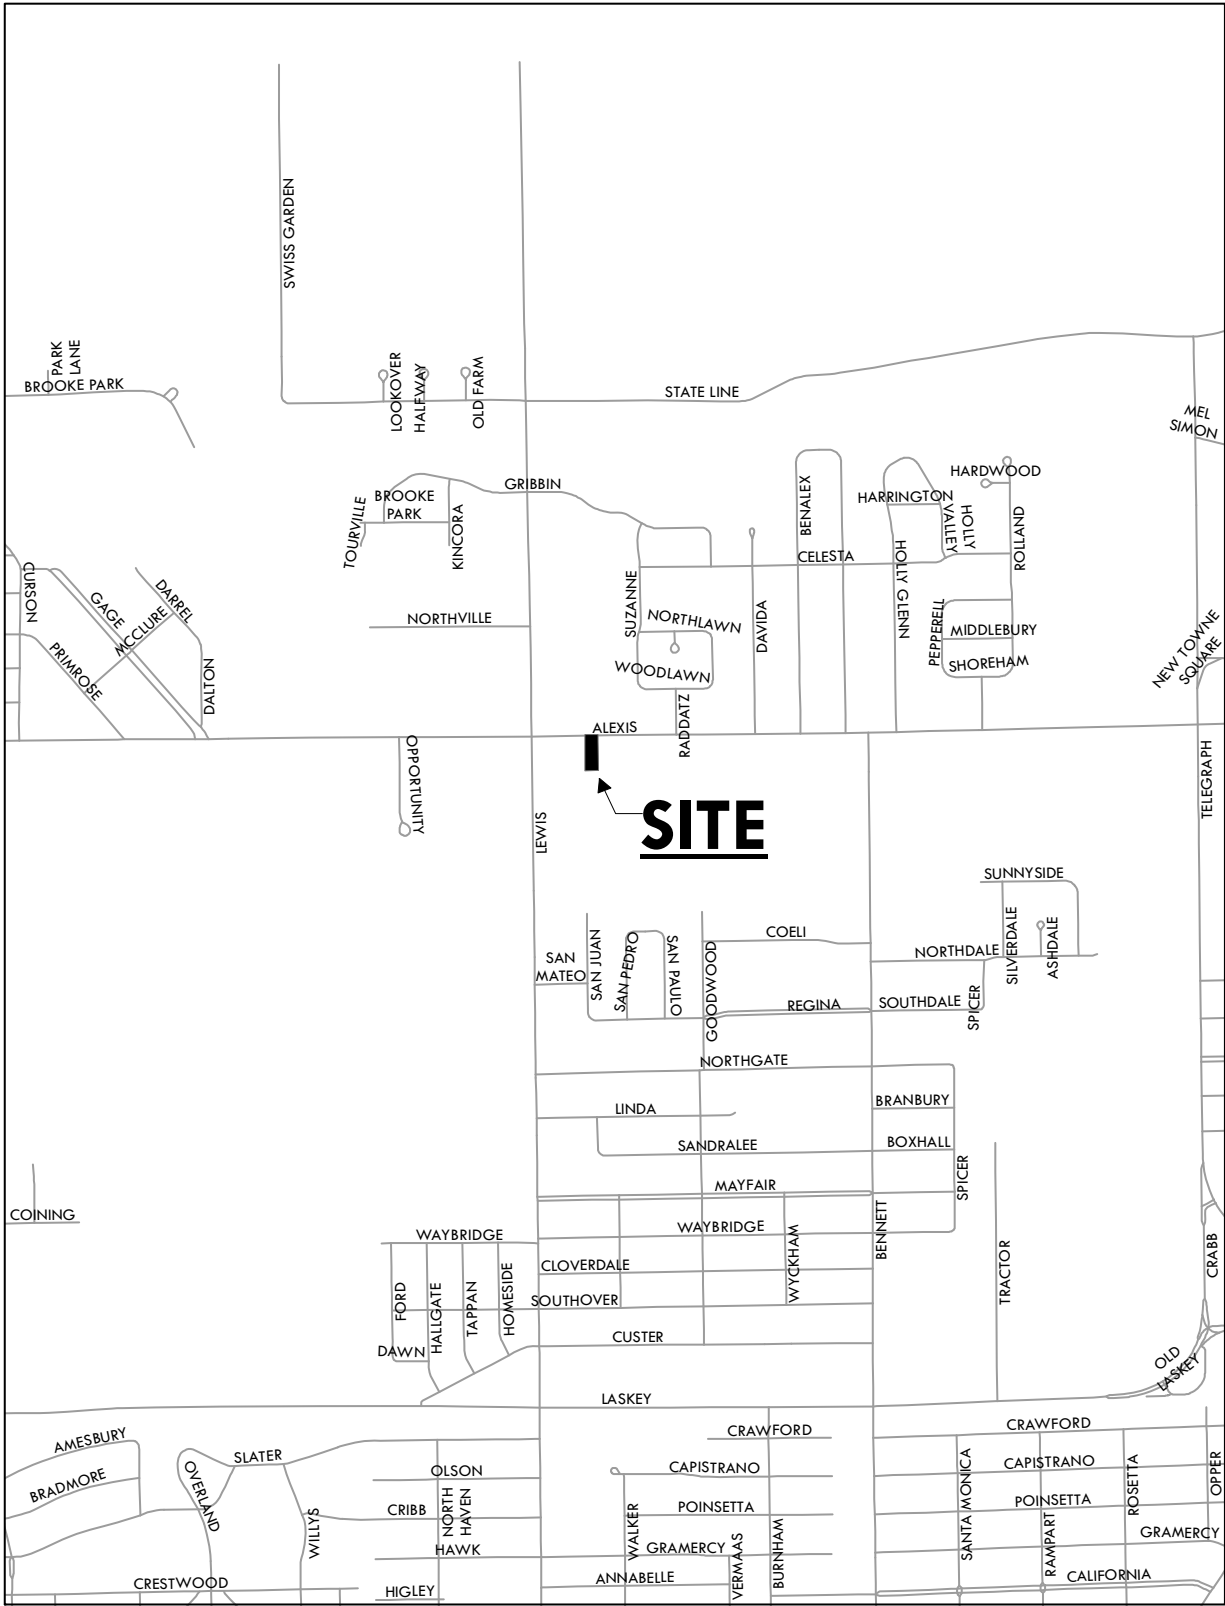 SWISS GARDEN
PARK
LANE
BROOKE PARK
LOOKOVER
HALFWAY
OLD FARM
STATE LINE
MEL
SIMON
GRIBBIN
BROOKE
PARK
TOURVILLE
KINCORA
BENALEX
HARDWOOD
HARRINGTON
HOLLY
VALLEY
ROLLAND
CELESTA
HOLLY GLENN
CURSON
GAGE
DARREL
MCCLURE
PRIMROSE
DALTON
NORTHVILLE
SUZANNE
NORTHLAWN
WOODLAWN
DAVIDA
PEPPERELL
MIDDLEBURY
SHOREHAM
NEW TOWNE
SQUARE
RADDATZ
ALEXIS
OPPORTUNITY
LEWIS
SITE
TELEGRAPH
SUNNYSIDE
SILVERDALE
ASHDALE
NORTHDALE
COELI
SAN
MATEO
SAN JUAN
SAN PEDRO
SAN PAULO
GOODWOOD
REGINA
SOUTHDALE
SPICER
NORTHGATE
LINDA
BRANBURY
SANDRALEE
BOXHALL
MAYFAIR
SPICER
COINING
WAYBRIDGE
WAYBRIDGE
BENNETT
WYCKHAM
CLOVERDALE
FORD
HALLGATE
TAPPAN
HOMESIDE
SOUTHOVER
TRACTOR
CRABB
DAWN
CUSTER
OLD
LASKEY
LASKEY
AMESBURY
BRADMORE
SLATER
OVERLAND
WILLYS
CRAWFORD
CRAWFORD
OLSON
CAPISTRANO
CAPISTRANO
CRIBB
NORTH
HAVEN
POINSETTA
POINSETTA
SANTA MONICA
ROSETTA
OPPER
WALKER
HAWK
GRAMERCY
GRAMERCY
VERMAAS
BURNHAM
RAMPART
CRESTWOOD
HIGLEY
ANNABELLE
CALIFORNIA